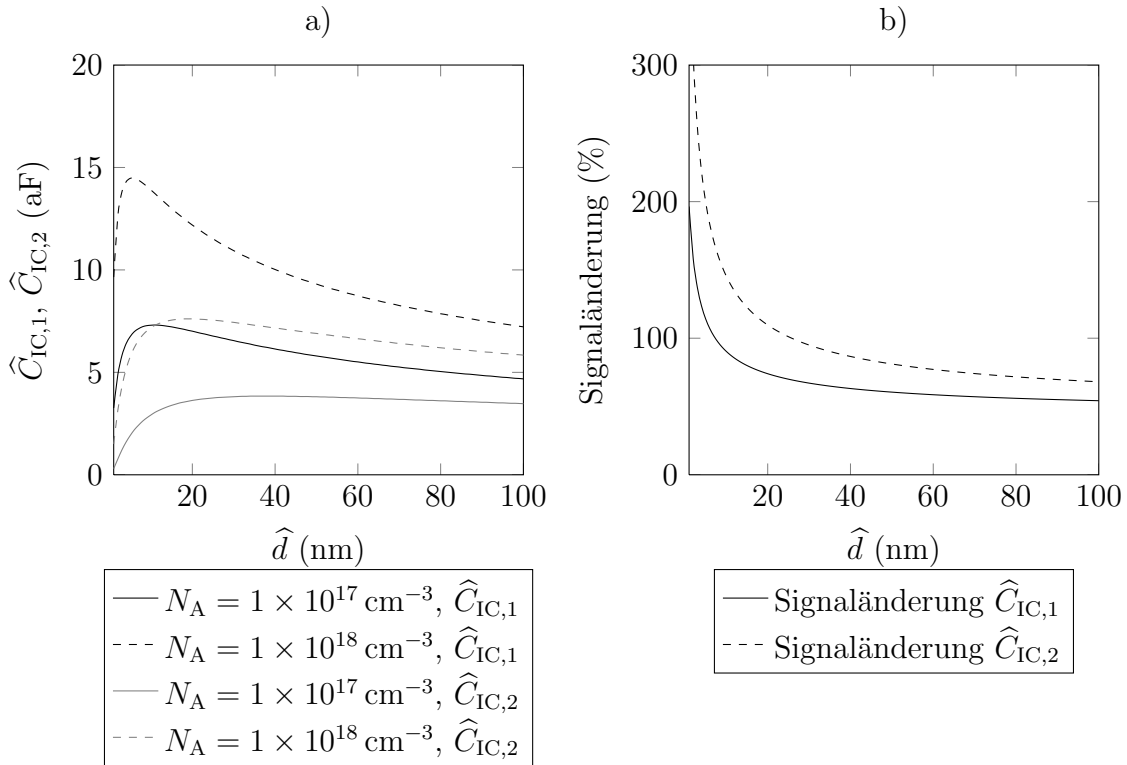 a)
20
15
10
5
0
20
40
60
80
100
Ĉ_IC,1, Ĉ_IC,2 (aF)
d̂ (nm)
N_A = 1 × 10^17 cm^−3, Ĉ_IC,1
N_A = 1 × 10^18 cm^−3, Ĉ_IC,1
N_A = 1 × 10^17 cm^−3, Ĉ_IC,2
N_A = 1 × 10^18 cm^−3, Ĉ_IC,2
b)
300
200
100
0
20
40
60
80
100
Signaländerung (%)
d̂ (nm)
Signaländerung Ĉ_IC,1
Signaländerung Ĉ_IC,2